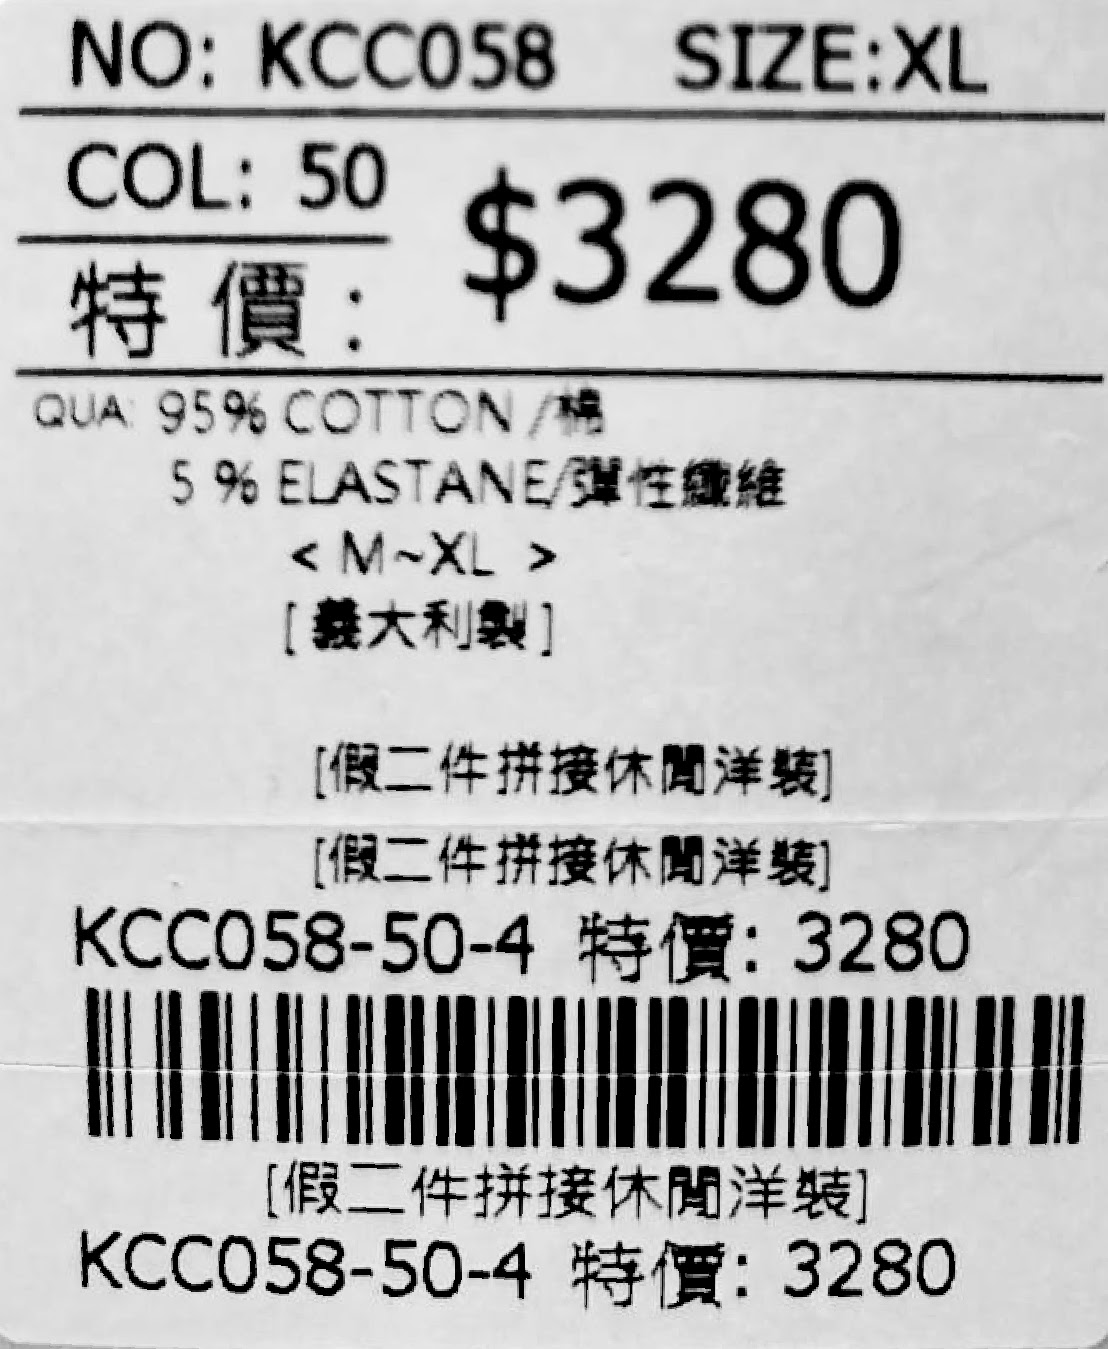 NO: KCC058 SIZE:XL
COL: 50
$3280
特價:
QUA: 95% COTTON /棉
5 % ELASTANE/彈性纖維
< M~XL >
[義大利製]
[假二件拼接休閒洋裝]
[假二件拼接休閒洋裝]
KCC058-50-4 特價: 3280
[假二件拼接休閒洋裝]
KCC058-50-4 特價: 3280